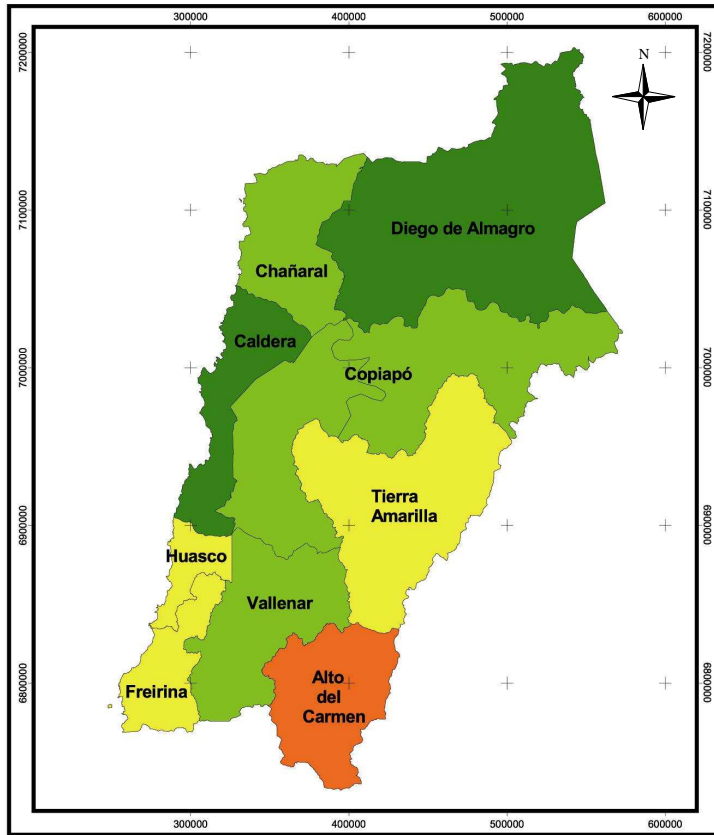 300000 400000 500000 600000
7200000 7200000
N
7100000 7100000
Diego de Almagro
Chañaral
Caldera
7000000 7000000
Copiapó
Tierra
Amarilla
6900000 6900000
Huasco
Vallenar
Alto
del
Carmen
6800000 6800000
Freirina
300000 400000 500000 600000